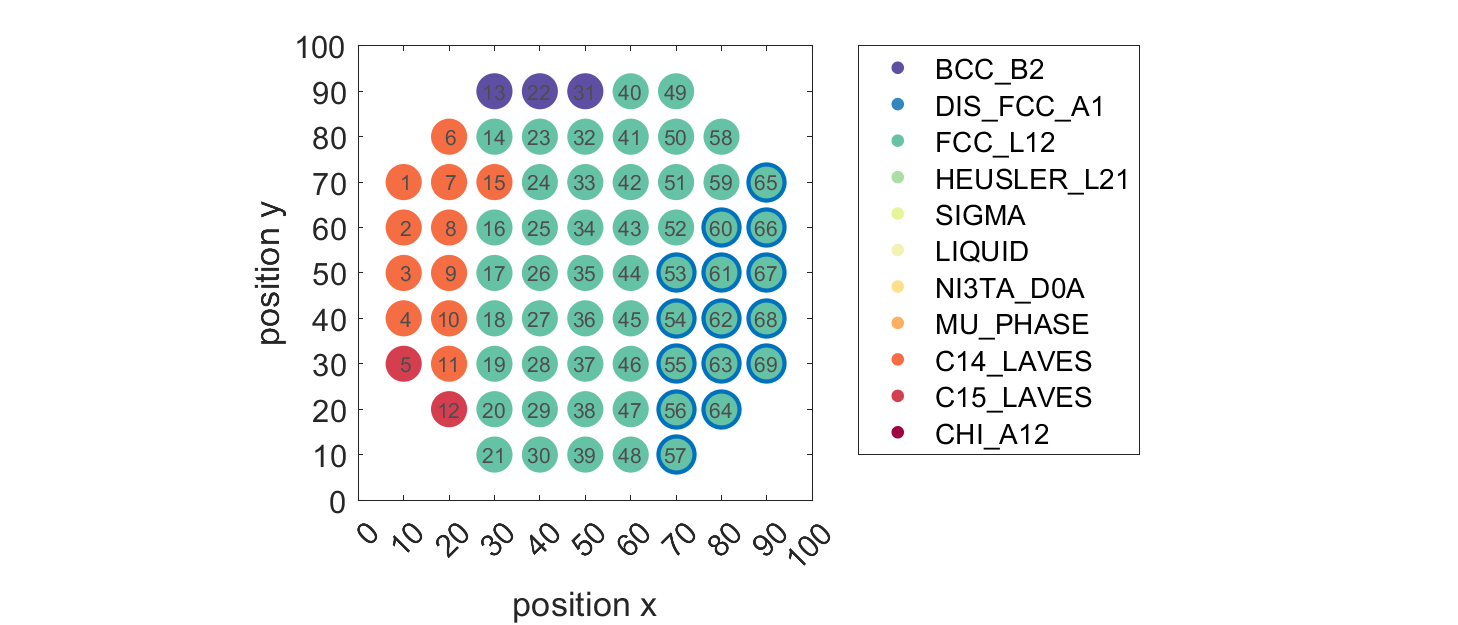 100
90
80
70
60
50
40
30
20
10
0
position y
13 22 31 40 49
6 14 23 32 41 50 58
1 7 15 24 33 42 51 59 65
2 8 16 25 34 43 52 60 66
3 9 17 26 35 44 53 61 67
4 10 18 27 36 45 54 62 68
5 11 19 28 37 46 55 63 69
12 20 29 38 47 56 64
21 30 39 48 57
0 10 20 30 40 50 60 70 80 90 100
position x
BCC_B2
DIS_FCC_A1
FCC_L12
HEUSLER_L21
SIGMA
LIQUID
NI3TA_D0A
MU_PHASE
C14_LAVES
C15_LAVES
CHI_A12